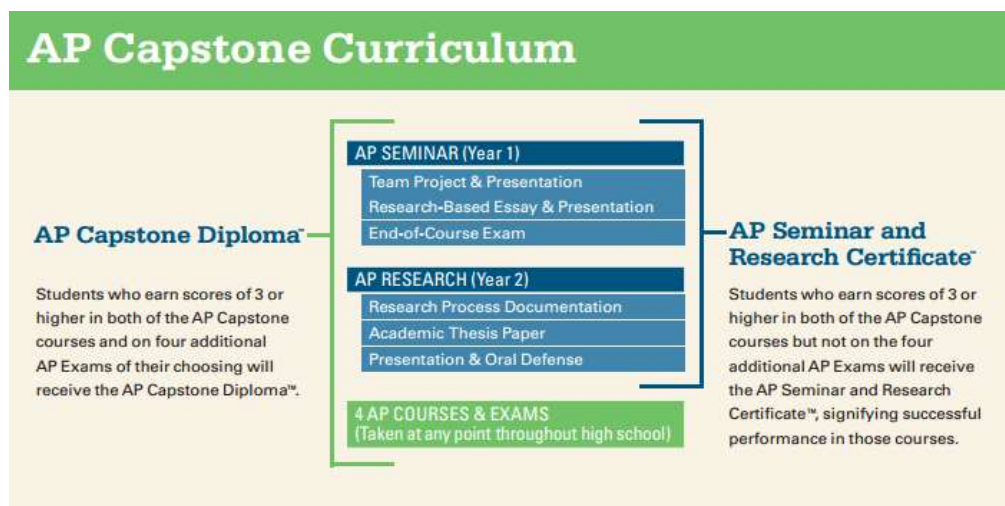 AP Capstone Curriculum
AP Capstone Diploma™
Students who earn scores of 3 or
higher in both of the AP Capstone
courses and on four additional
AP Exams of their choosing will
receive the AP Capstone Diploma™.
AP SEMINAR (Year 1)
Team Project & Presentation
Research-Based Essay & Presentation
End-of-Course Exam
AP RESEARCH (Year 2)
Research Process Documentation
Academic Thesis Paper
Presentation & Oral Defense
4 AP COURSES & EXAMS
(Taken at any point throughout high school)
AP Seminar and
Research Certificate™
Students who earn scores of 3 or
higher in both of the AP Capstone
courses but not on the four
additional AP Exams will receive
the AP Seminar and Research
Certificate™, signifying successful
performance in those courses.